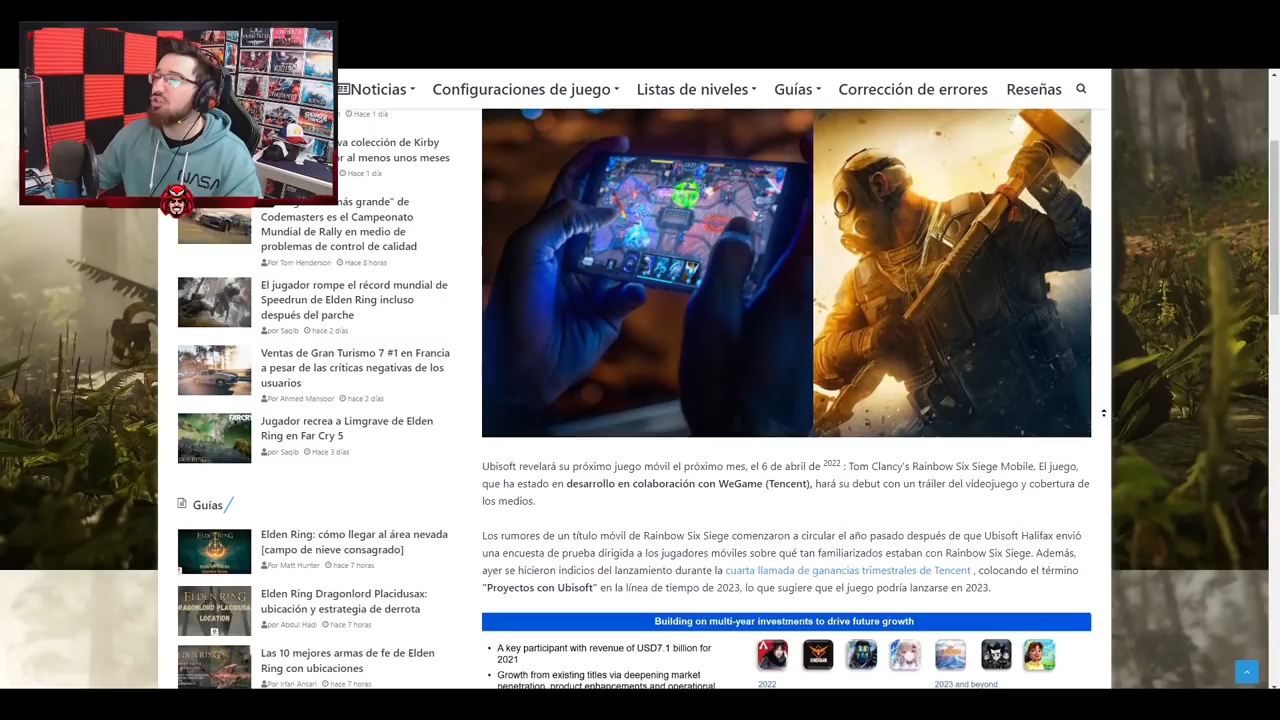 Noticias
Configuraciones de juego
Listas de niveles
Guías
Corrección de errores
Reseñas
Hace 1 día
va colección de Kirby
or al menos unos meses
Hace 1 día
más grande" de
Codemasters es el Campeonato
Mundial de Rally en medio de
problemas de control de calidad
Por Tom Henderson Hace 8 horas
El jugador rompe el récord mundial de
Speedrun de Elden Ring incluso
después del parche
por Saqib hace 2 días
Ventas de Gran Turismo 7 #1 en Francia
a pesar de las críticas negativas de los
usuarios
Por Ahmed Mansoor hace 2 días
FARCRY
Jugador recrea a Limgrave de Elden
Ring en Far Cry 5
por Saqib Hace 3 días
Guías
ELDEN RING
Elden Ring: cómo llegar al área nevada
[campo de nieve consagrado]
Por Matt Hunter hace 7 horas
ELDEN RING
DRAGONLORD PLACIDUSAX
LOCATION
Elden Ring Dragonlord Placidusax:
ubicación y estrategia de derrota
por Abdul Hadi hace 7 horas
Las 10 mejores armas de fe de Elden
Ring con ubicaciones
Por Irfan Ansari hace 7 horas
Ubisoft revelará su próximo juego móvil el próximo mes, el 6 de abril de 2022 : Tom Clancy's Rainbow Six Siege Mobile. El juego,
que ha estado en desarrollo en colaboración con WeGame (Tencent), hará su debut con un tráiler del videojuego y cobertura de
los medios.
Los rumores de un título móvil de Rainbow Six Siege comenzaron a circular el año pasado después de que Ubisoft Halifax envió
una encuesta de prueba dirigida a los jugadores móviles sobre qué tan familiarizados estaban con Rainbow Six Siege. Además,
ayer se hicieron indicios del lanzamiento durante la cuarta llamada de ganancias trimestrales de Tencent , colocando el término
"Proyectos con Ubisoft" en la línea de tiempo de 2023, lo que sugiere que el juego podría lanzarse en 2023.
Building on multi-year investments to drive future growth
• A key participant with revenue of USD7.1 billion for
2021
• Growth from existing titles via deepening market
penetration, product enhancements and operational
2022
2023 and beyond